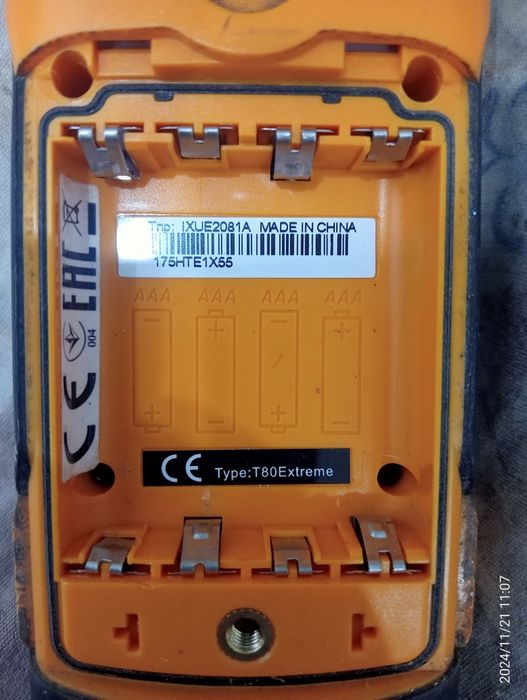 Tnp: IXUE2081A MADE IN CHINA
175HTE1X55
AAA AAA AAA AAA
CE Type:T80Extreme
CE 004 EAC
2024/11/21 11:07